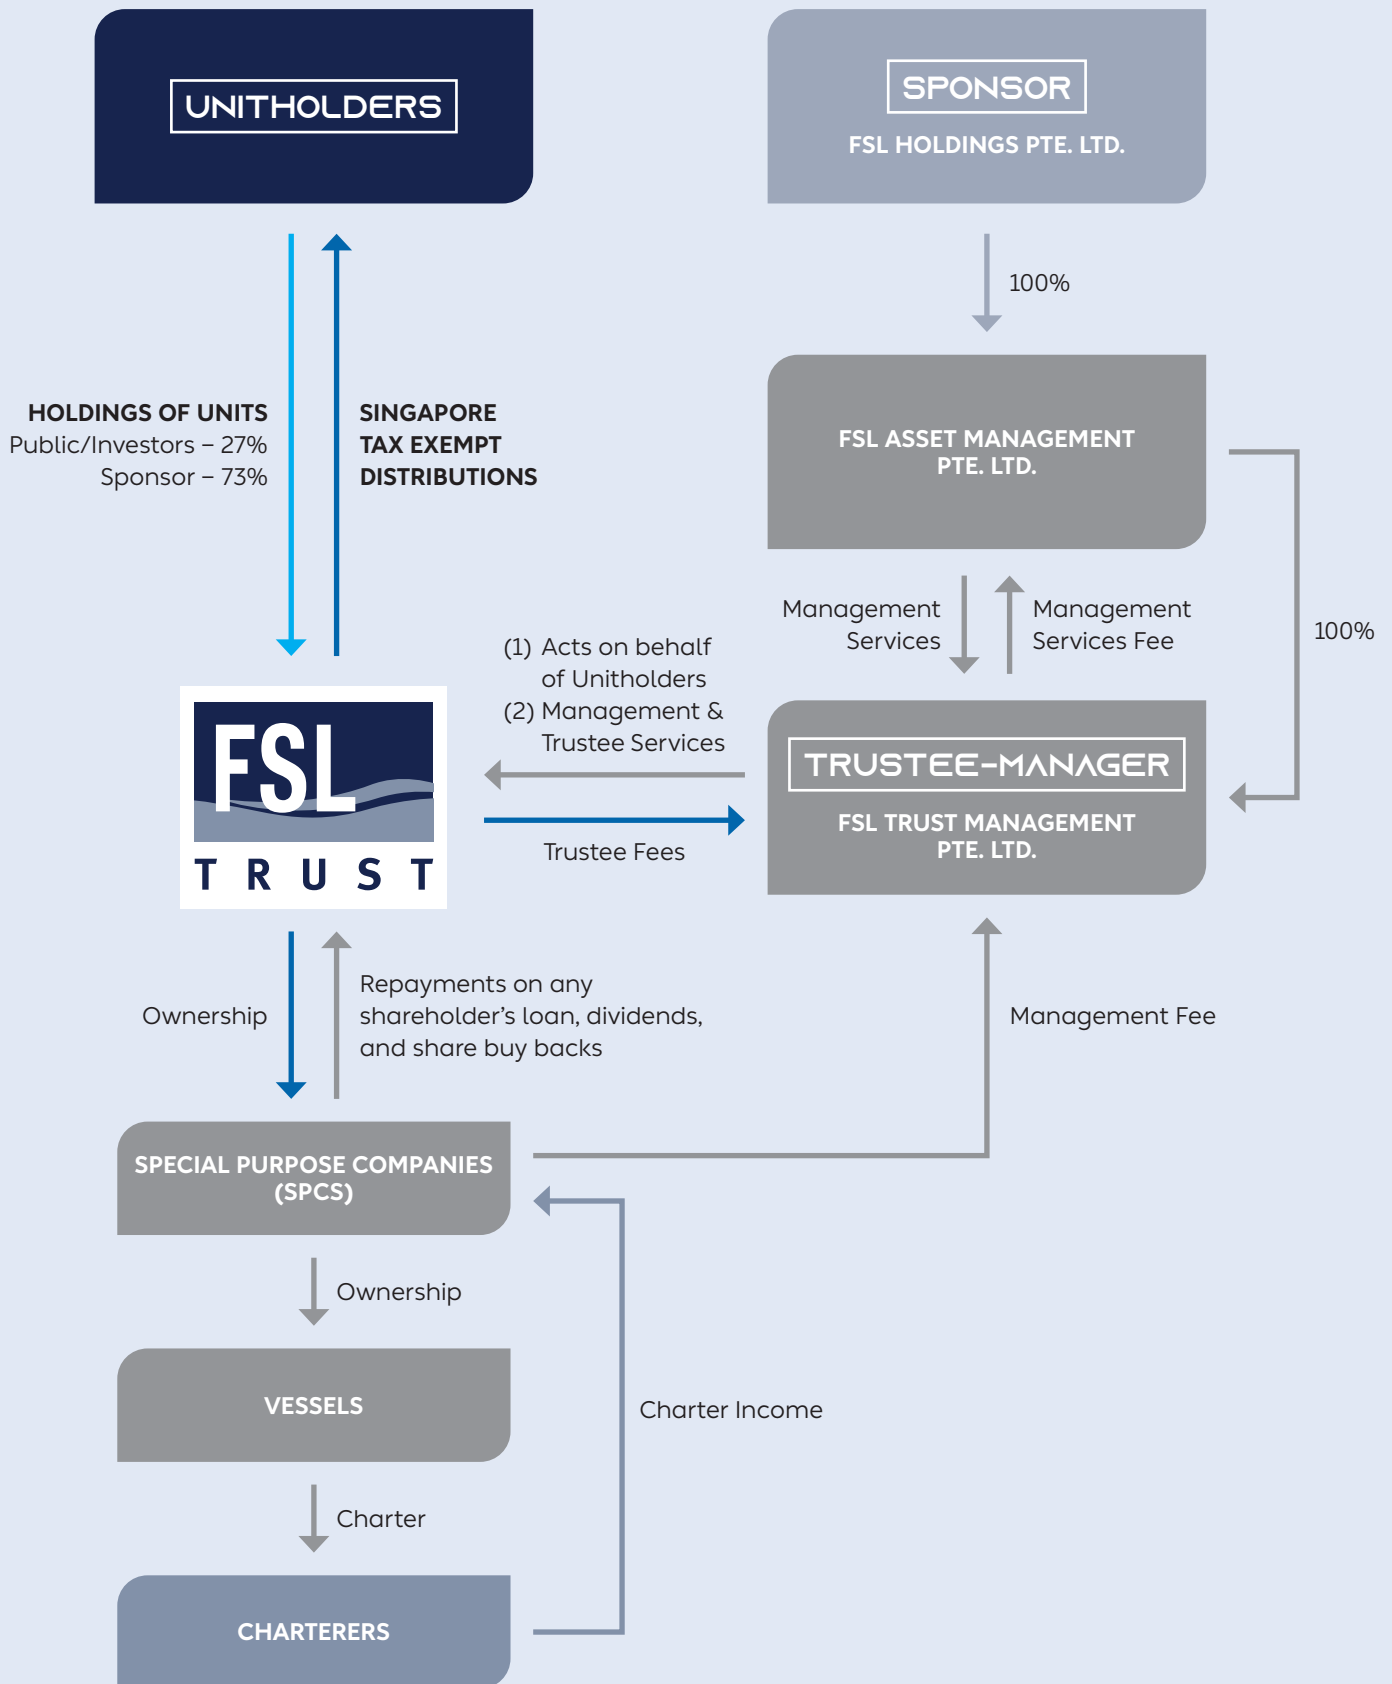 UNITHOLDERS
SPONSOR
FSL HOLDINGS PTE. LTD.
100%
HOLDINGS OF UNITS
Public/Investors – 27%
Sponsor – 73%
SINGAPORE
TAX EXEMPT
DISTRIBUTIONS
FSL ASSET MANAGEMENT
PTE. LTD.
Management
Services
Management
Services Fee
100%
(1) Acts on behalf
of Unitholders
(2) Management &
Trustee Services
FSL
TRUST
Trustee Fees
TRUSTEE-MANAGER
FSL TRUST MANAGEMENT
PTE. LTD.
Ownership
Repayments on any
shareholder's loan, dividends,
and share buy backs
Management Fee
SPECIAL PURPOSE COMPANIES
(SPCS)
Ownership
VESSELS
Charter Income
Charter
CHARTERERS